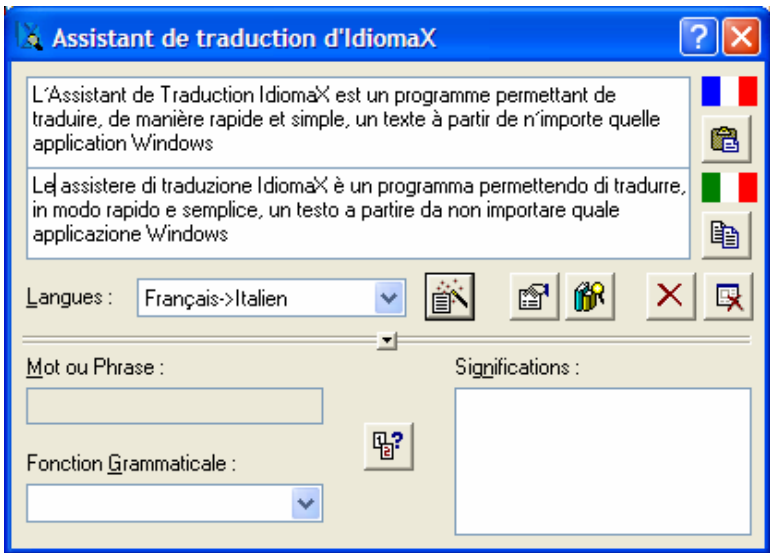 Assistant de traduction d'IdiomaX
L´Assistant de Traduction IdiomaX est un programme permettant de
traduire, de manière rapide et simple, un texte à partir de n´importe quelle
application Windows
Le assistere di traduzione IdiomaX è un programma permettendo di tradurre,
in modo rapido e semplice, un testo a partire da non importare quale
applicazione Windows
Langues : Français->Italien
Mot ou Phrase :
Significations :
Fonction Grammaticale :